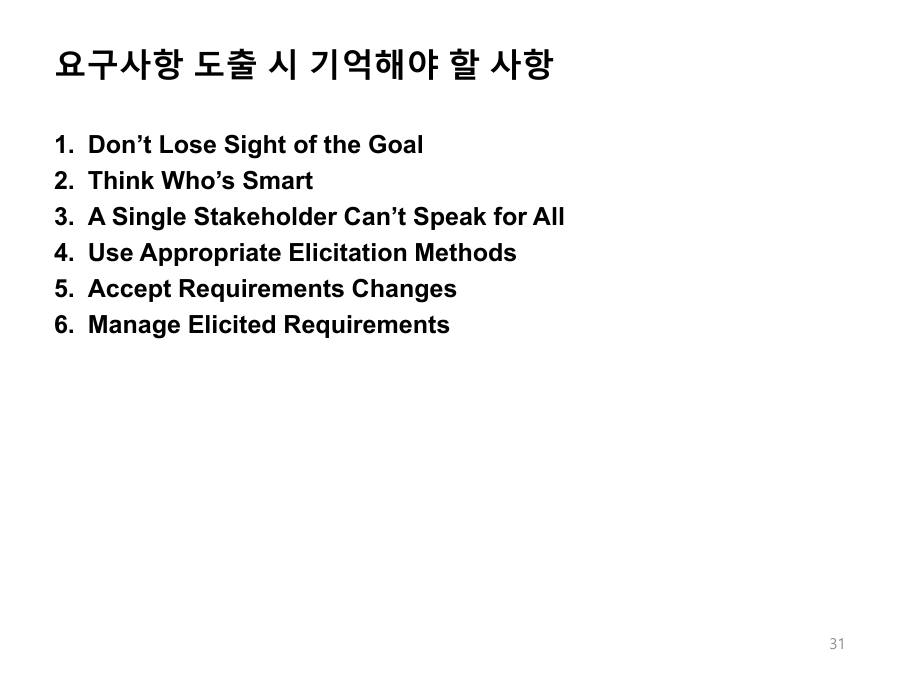 요구사항 도출 시 기억해야 할 사항
1. Don’t Lose Sight of the Goal
2. Think Who’s Smart
3. A Single Stakeholder Can’t Speak for All
4. Use Appropriate Elicitation Methods
5. Accept Requirements Changes
6. Manage Elicited Requirements
31